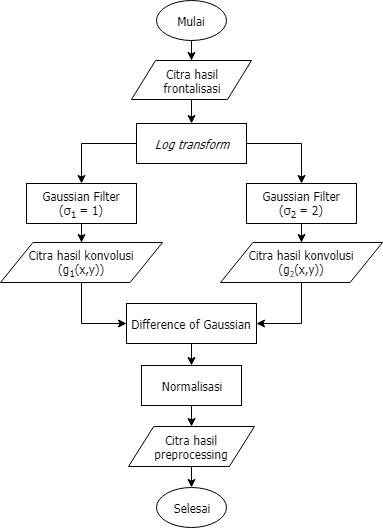 Mulai
Citra hasil
frontalisasi
Log transform
Gaussian Filter
(σ₁ = 1)
Gaussian Filter
(σ₂ = 2)
Citra hasil konvolusi
(g₁(x,y))
Citra hasil konvolusi
(g₂(x,y))
Difference of Gaussian
Normalisasi
Citra hasil
preprocessing
Selesai